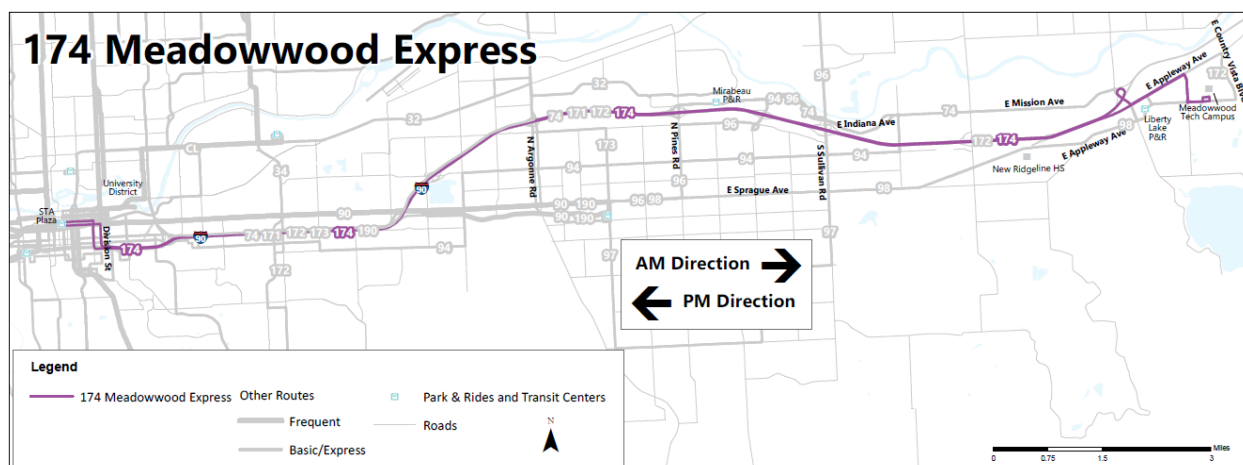 174 Meadowwood Express
E Country Vista Blvd
E Appleway Ave
172
96
32
Mirabeau
P&R
94 96
74
74
E Mission Ave
Meadowwood
Tech Campus
Liberty
Lake
P&R
98
E Indiana Ave
32
74 171 172 174
N Pines Rd
96
CL
N Argonne Rd
173
S Sullivan Rd
172 174
E Appleway Ave
New Ridgeline HS
34
94
94
90
96
E Sprague Ave
98
University
District
STA
Plaza
Division St
90
90 190
96 98
90 190
174
90
74 171 172 173 174 190
94
172
97
97
AM Direction
PM Direction
Legend
174 Meadowwood Express
Other Routes
Frequent
Basic/Express
Park & Rides and Transit Centers
Roads
N
Miles
0 0.75 1.5 3